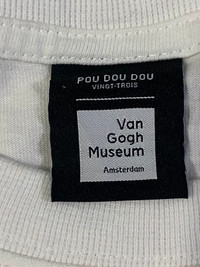 POU DOU DOU
VINGT-TROIS
Van
Gogh
Museum
Amsterdam